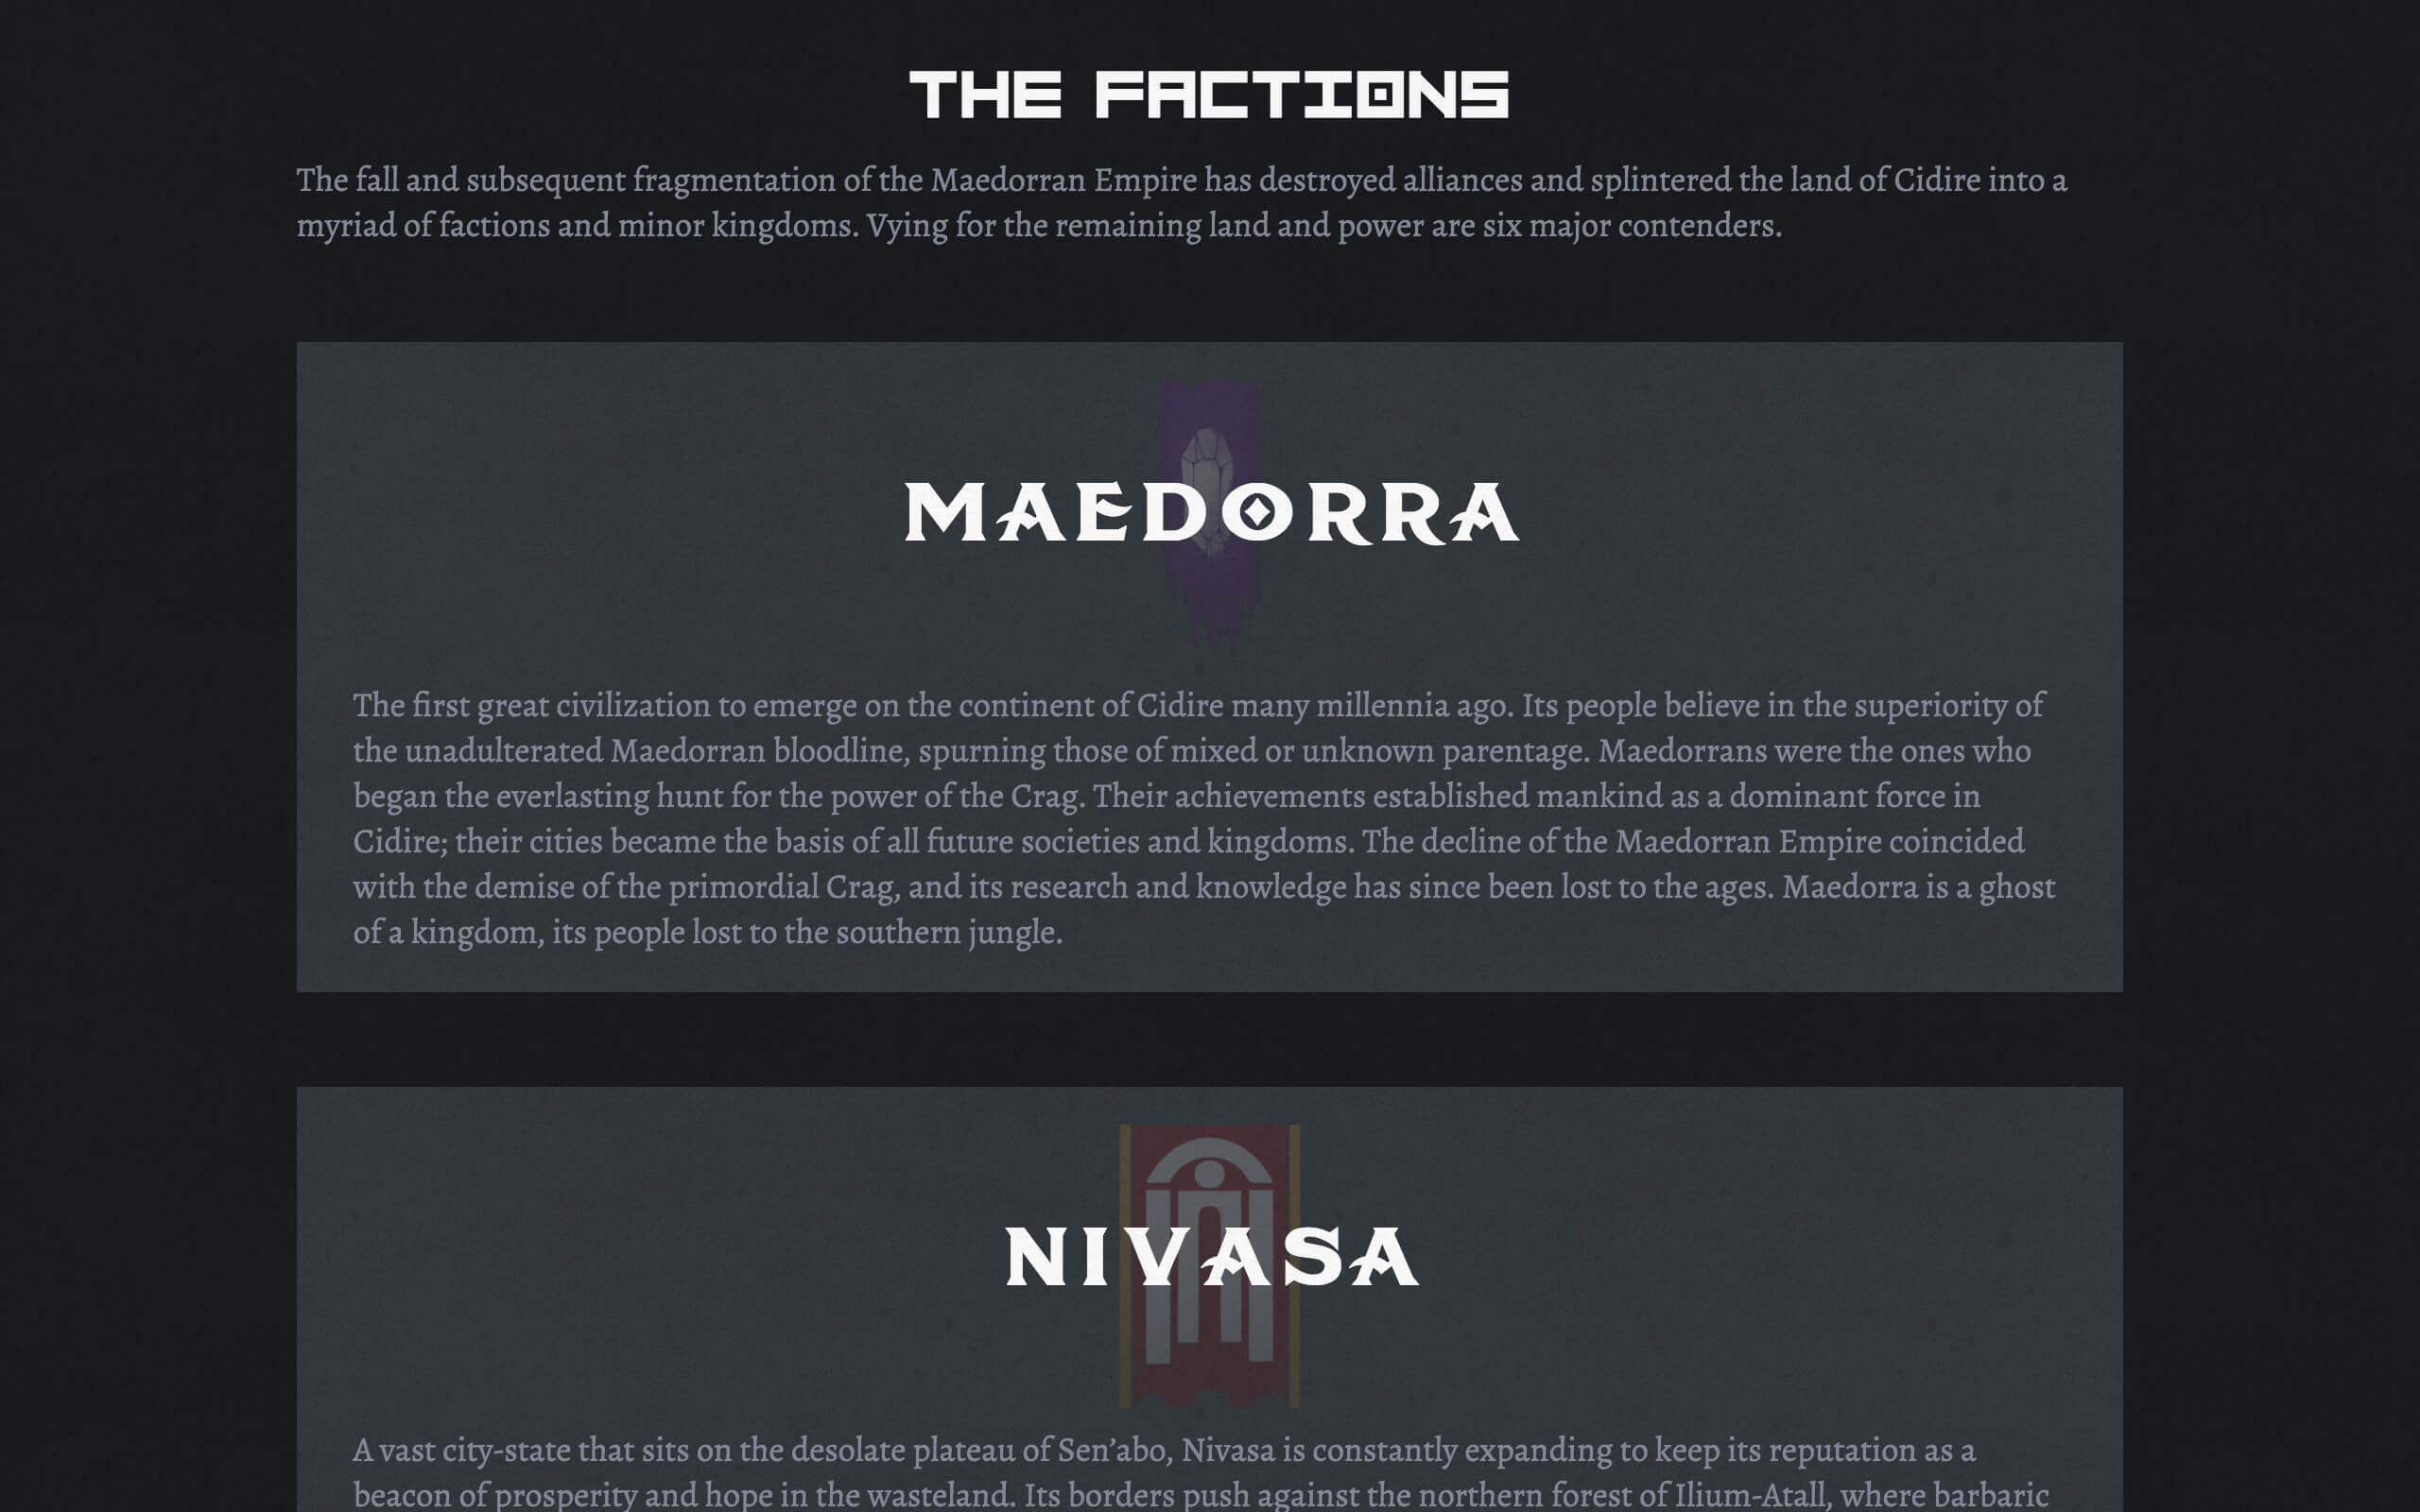 THE FACTIONS
The fall and subsequent fragmentation of the Maedorran Empire has destroyed alliances and splintered the land of Cidire into a
myriad of factions and minor kingdoms. Vying for the remaining land and power are six major contenders.
MAEDORRA
The first great civilization to emerge on the continent of Cidire many millennia ago. Its people believe in the superiority of
the unadulterated Maedorran bloodline, spurning those of mixed or unknown parentage. Maedorrans were the ones who
began the everlasting hunt for the power of the Crag. Their achievements established mankind as a dominant force in
Cidire; their cities became the basis of all future societies and kingdoms. The decline of the Maedorran Empire coincided
with the demise of the primordial Crag, and its research and knowledge has since been lost to the ages. Maedorra is a ghost
of a kingdom, its people lost to the southern jungle.
NIVASA
A vast city-state that sits on the desolate plateau of Sen’abo, Nivasa is constantly expanding to keep its reputation as a
beacon of prosperity and hope in the wasteland. Its borders push against the northern forest of Ilium-Atall, where barbaric